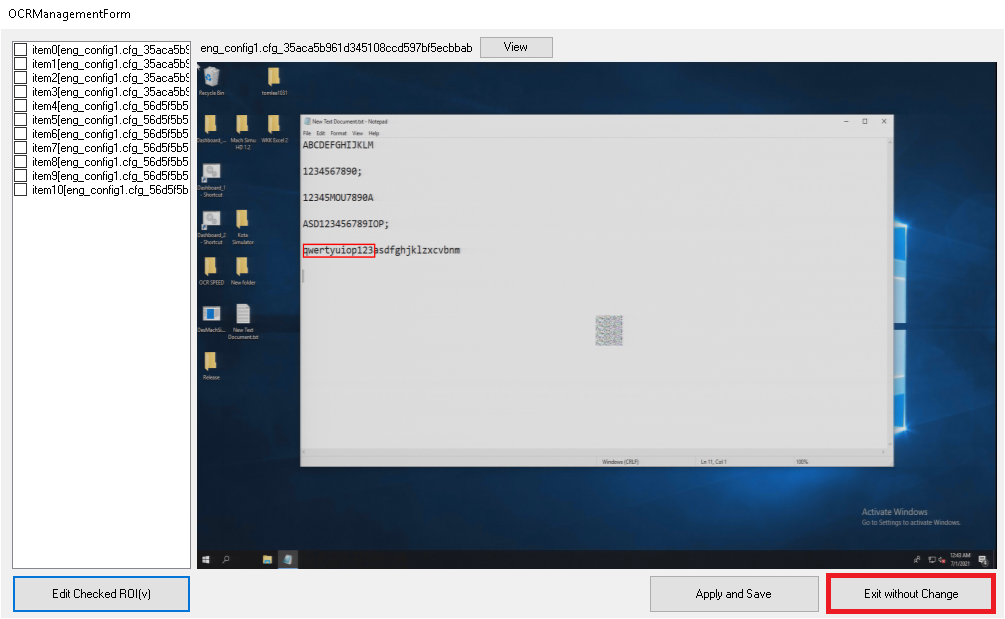 OCRManagementForm
item0[eng_config1.cfg_35aca5b9
item1[eng_config1.cfg_35aca5b9
item2[eng_config1.cfg_35aca5b9
item3[eng_config1.cfg_35aca5b9
item4[eng_config1.cfg_56d5f5b5
item5[eng_config1.cfg_56d5f5b5
item6[eng_config1.cfg_56d5f5b5
item7[eng_config1.cfg_56d5f5b5
item8[eng_config1.cfg_56d5f5b5
item9[eng_config1.cfg_56d5f5b5
item10[eng_config1.cfg_56d5f5b
eng_config1.cfg_35aca5b961d345108ccd597bf5ecbbab
View
Recycle Bin
tomlee1031
Dashboard_...
Mach Simu HD 1.2
WKK Excel 2
Dashboard_1 - Shortcut
Dashboard_2 - Shortcut
Kota Simulator
OCR SPEED
New folder
DesMachSi...
New Text Document.txt
Release
New Text Document.txt - Notepad
File Edit Format View Help
ABCDEFGHIJKLM
1234567890;
12345MOU7890A
ASD123456789IOP;
qwertyuiop123asdfghjklzxcvbnm
Windows (CRLF)
Ln 11, Col 1
100%
Activate Windows
Go to Settings to activate Windows.
12:43 AM
7/1/2021
Edit Checked ROI(v)
Apply and Save
Exit without Change